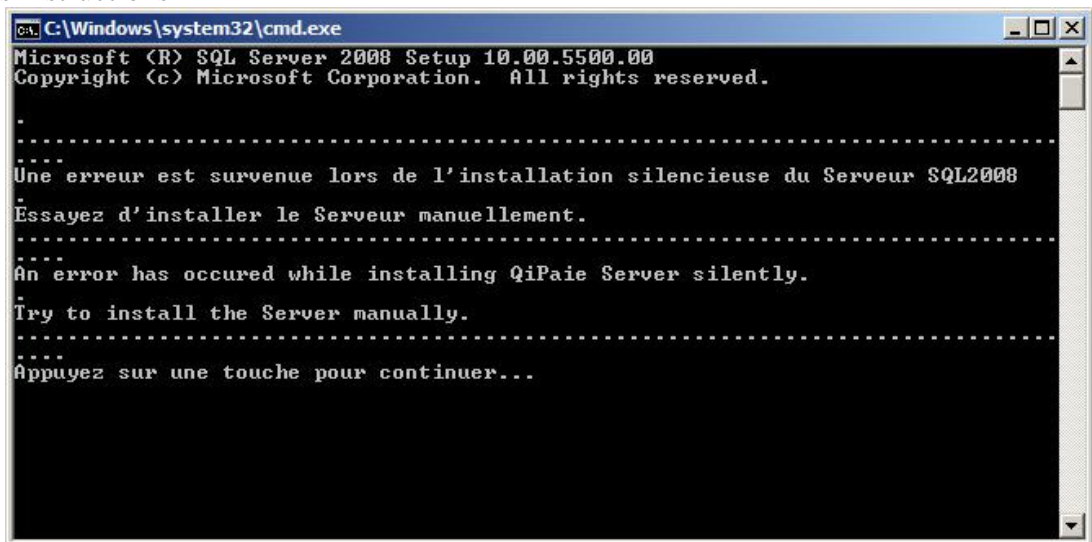 C:\Windows\system32\cmd.exe
Microsoft (R) SQL Server 2008 Setup 10.00.5500.00
Copyright (c) Microsoft Corporation.  All rights reserved.
.
................................................................................
....
Une erreur est survenue lors de l'installation silencieuse du Serveur SQL2008
.
Essayez d'installer le Serveur manuellement.
................................................................................
....
An error has occured while installing QiPaie Server silently.
.
Try to install the Server manually.
................................................................................
....
Appuyez sur une touche pour continuer...